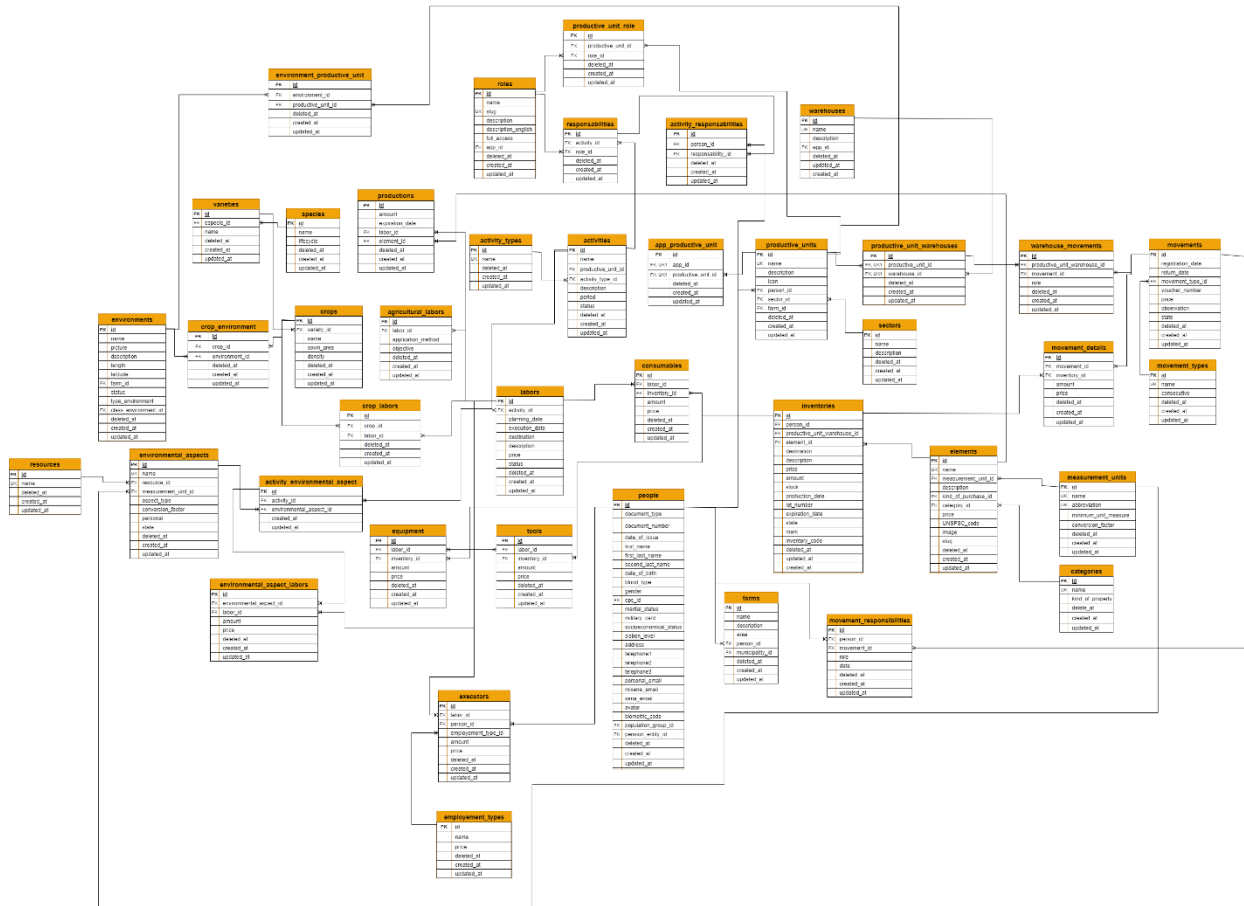 productive_unit_role
PK id
FK productive_unit_id
FK role_id
deleted_at
created_at
updated_at
environment_productive_unit
PK id
FK environment_id
FK productive_unit_id
deleted_at
created_at
updated_at
roles
PK id
name
UK slug
description
description_english
full_access
FK app_id
deleted_at
created_at
updated_at
responsabilities
PK id
FK activity_id
FK role_id
deleted_at
created_at
updated_at
activity_responsabilities
PK id
FK person_id
FK responsability_id
deleted_at
created_at
updated_at
warehouses
PK id
UK name
description
FK app_id
deleted_at
updated_at
created_at
varieties
PK id
FK especie_id
name
deleted_at
created_at
updated_at
species
PK id
name
lifecycle
deleted_at
created_at
updated_at
productions
PK id
amount
expiration_date
FK labor_id
FK element_id
deleted_at
created_at
updated_at
activity_types
PK id
UK name
deleted_at
created_at
updated_at
activities
PK id
name
FK productive_unit_id
FK activity_type_id
description
period
status
deleted_at
created_at
updated_at
app_productive_unit
PK id
FK UK1 app_id
FK UK1 productive_unit_id
deleted_at
created_at
updated_at
productive_units
PK id
UK name
description
icon
FK person_id
FK sector_id
FK farm_id
deleted_at
created_at
updated_at
productive_unit_warehouses
PK id
FK UK1 productive_unit_id
FK UK1 warehouse_id
deleted_at
created_at
updated_at
warehouse_movements
PK id
FK productive_unit_warehouse_id
FK movement_id
role
deleted_at
created_at
updated_at
movements
PK id
registration_date
return_date
FK movement_type_id
voucher_number
price
observation
state
deleted_at
created_at
updated_at
environments
PK id
name
picture
description
length
latitude
FK farm_id
status
type_environment
FK class_environment_id
deleted_at
created_at
updated_at
crop_environment
PK id
FK crop_id
FK environment_id
deleted_at
created_at
updated_at
crops
PK id
FK variety_id
name
sown_area
density
deleted_at
created_at
updated_at
agricultural_labors
PK id
FK labor_id
application_method
objective
deleted_at
created_at
updated_at
sectors
PK id
name
description
deleted_at
created_at
updated_at
movement_details
PK id
FK movement_id
FK inventory_id
amount
price
deleted_at
created_at
updated_at
movement_types
PK id
UK name
consecutive
deleted_at
created_at
updated_at
consumables
PK id
FK labor_id
FK inventory_id
amount
price
deleted_at
created_at
updated_at
labors
PK id
FK activity_id
planning_date
execution_date
destination
description
price
status
deleted_at
created_at
updated_at
crop_labors
PK id
FK crop_id
FK labor_id
deleted_at
created_at
updated_at
inventories
PK id
FK person_id
FK productive_unit_warehouse_id
FK element_id
destination
description
price
amount
stock
production_date
lot_number
expiration_date
state
mark
inventory_code
deleted_at
updated_at
created_at
elements
PK id
UK name
FK measurement_unit_id
description
FK kind_of_purchase_id
FK category_id
price
UNSPSC_code
image
slug
deleted_at
created_at
updated_at
measurement_units
PK id
UK name
UK abbreviation
minimum_unit_measure
conversion_factor
deleted_at
created_at
updated_at
resources
PK id
UK name
deleted_at
created_at
updated_at
environmental_aspects
PK id
UK name
FK resource_id
FK measurement_unit_id
aspect_type
conversion_factor
personal
state
deleted_at
created_at
updated_at
activity_environmental_aspect
PK id
FK activity_id
FK environmental_aspect_id
created_at
updated_at
people
PK id
document_type
document_number
date_of_issue
first_name
first_last_name
second_last_name
date_of_birth
blood_type
gender
FK eps_id
marital_status
military_card
socioeconomical_status
sisben_level
address
telephone1
telephone2
telephone3
personal_email
misena_email
sena_email
avatar
biometric_code
FK population_group_id
FK pension_entity_id
deleted_at
created_at
updated_at
equipment
PK id
FK labor_id
FK inventory_id
amount
price
deleted_at
created_at
updated_at
tools
PK id
FK labor_id
FK inventory_id
amount
price
deleted_at
created_at
updated_at
categories
PK id
UK name
kind_of_property
delete_at
created_at
updated_at
environmental_aspect_labors
PK id
FK environmental_aspect_id
FK labor_id
amount
price
deleted_at
created_at
updated_at
farms
PK id
name
description
area
FK person_id
FK municipality_id
deleted_at
created_at
updated_at
movement_responsibilities
PK id
FK person_id
FK movement_id
role
date
deleted_at
created_at
updated_at
executors
PK id
FK labor_id
FK person_id
FK employement_type_id
amount
price
deleted_at
created_at
updated_at
employement_types
PK id
name
price
deleted_at
created_at
updated_at